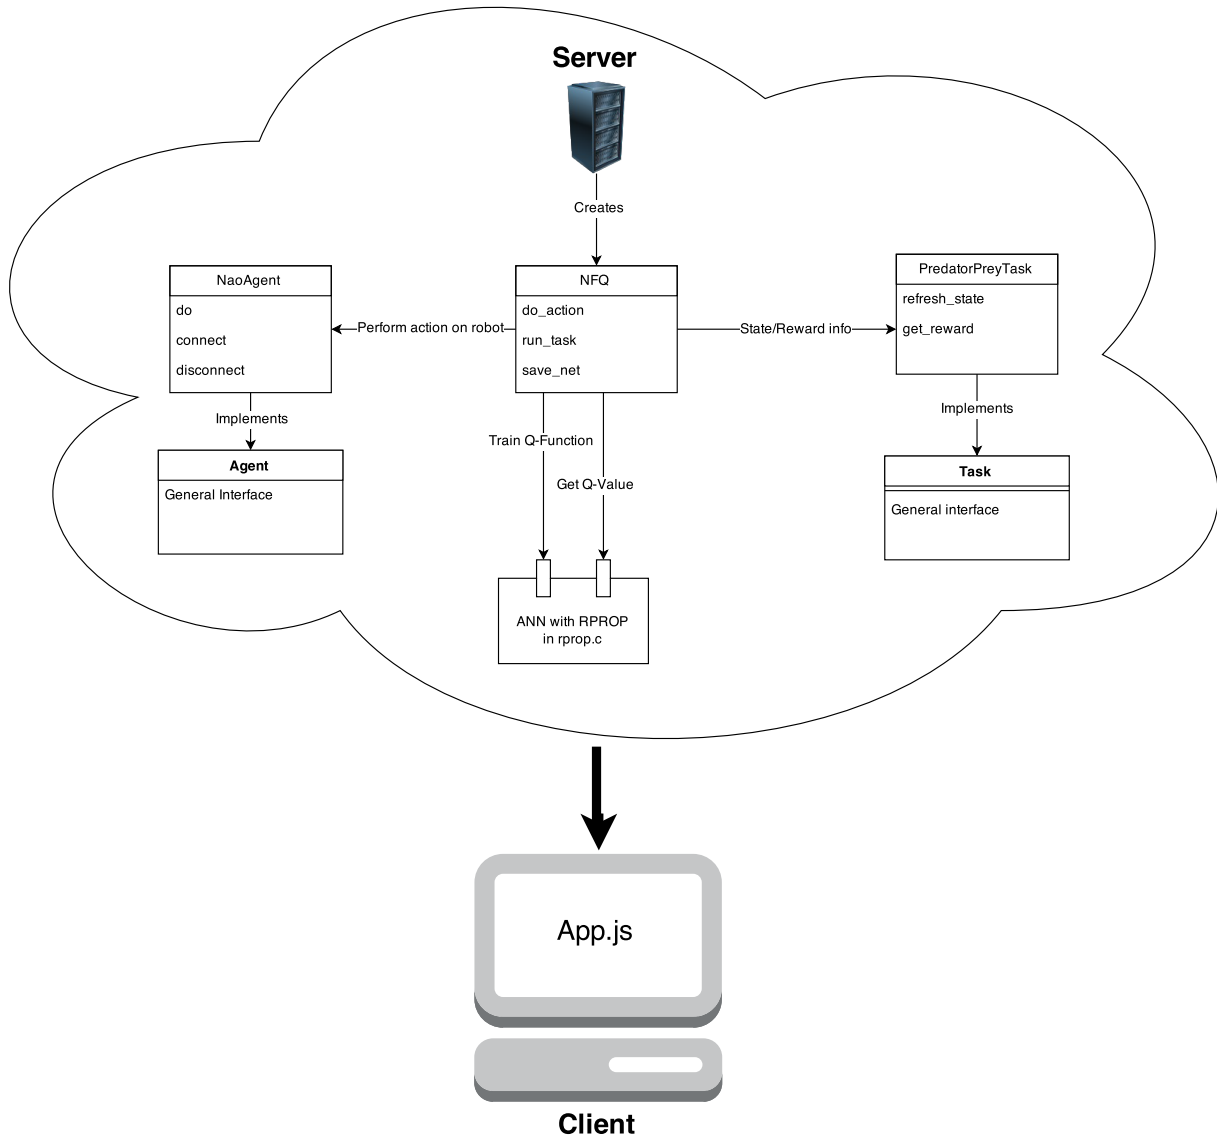 Server
Creates
NaoAgent
do
connect
disconnect
Perform action on robot
NFQ
do_action
run_task
save_net
State/Reward info
PredatorPreyTask
refresh_state
get_reward
Implements
Agent
General Interface
Train Q-Function
Get Q-Value
Implements
Task
General interface
ANN with RPROP
in rprop.c
App.js
Client